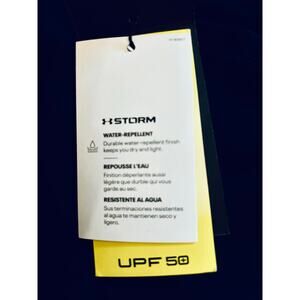 STORM
WATER-REPELLENT
Durable water-repellent finish
keeps you dry and light.
REPOUSSE L'EAU
Finition déperlante aussi
légère que durble qui vous
garde au sec.
RESISTENTE AL AGUA
Sus terminaciones resistentes
al agua te mantienen seco y
ligero.
UPF 50+